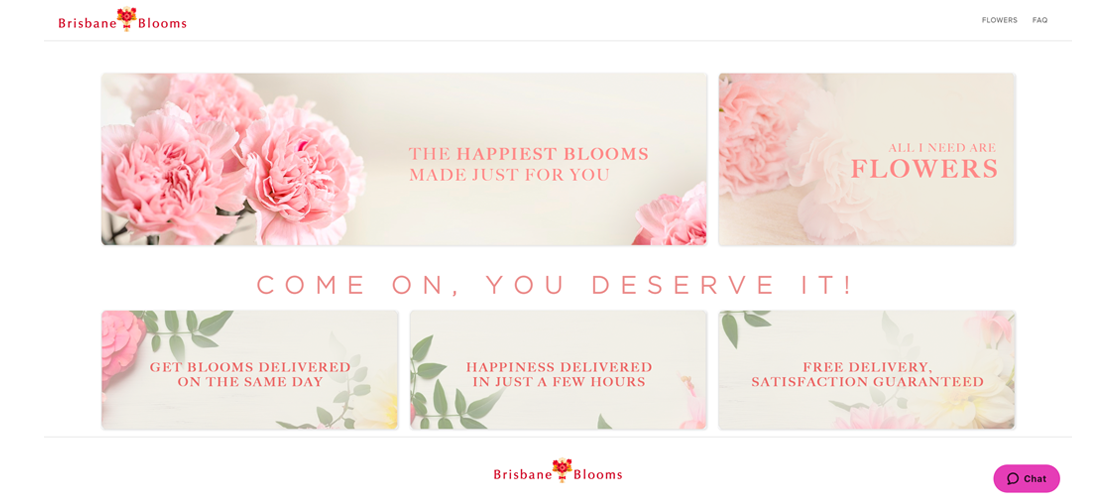 Brisbane Blooms
FLOWERS FAQ
THE HAPPIEST BLOOMS
MADE JUST FOR YOU
ALL I NEED ARE
FLOWERS
COME ON, YOU DESERVE IT!
GET BLOOMS DELIVERED
ON THE SAME DAY
HAPPINESS DELIVERED
IN JUST A FEW HOURS
FREE DELIVERY,
SATISFACTION GUARANTEED
Brisbane Blooms
Chat